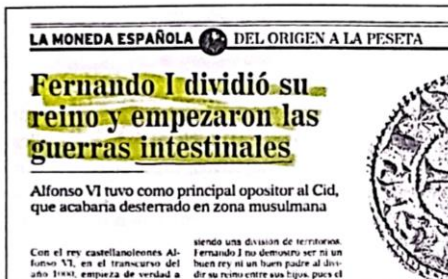 LA MONEDA ESPAÑOLA DEL ORIGEN A LA PESETA
Fernando I dividió su
reino y empezaron las
guerras intestinales
Alfonso VI tuvo como principal opositor al Cid,
que acabaria desterrado en zona musulmana
Con el rey castellanoleonés Al-
fonso VI, en el transcurso del
año empieza de verdad a
siendo una división de territorios.
Fernando I no demostró ser ni un
buen rey ni un buen padre al divi-
dir su reino entre sus hijos, pues el